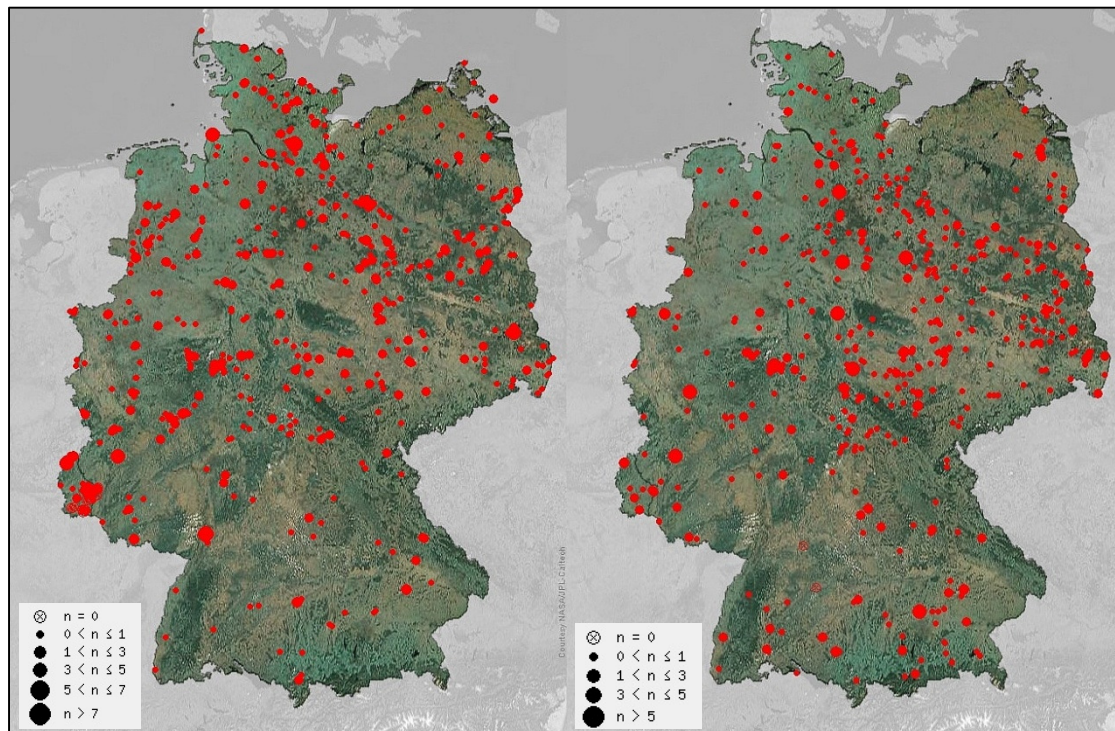 ⊗ n = 0
● 0 < n ≤ 1
● 1 < n ≤ 3
● 3 < n ≤ 5
● 5 < n ≤ 7
● n > 7
Courtesy NASA/JPL-Caltech
⊗ n = 0
● 0 < n ≤ 1
● 1 < n ≤ 3
● 3 < n ≤ 5
● n > 5